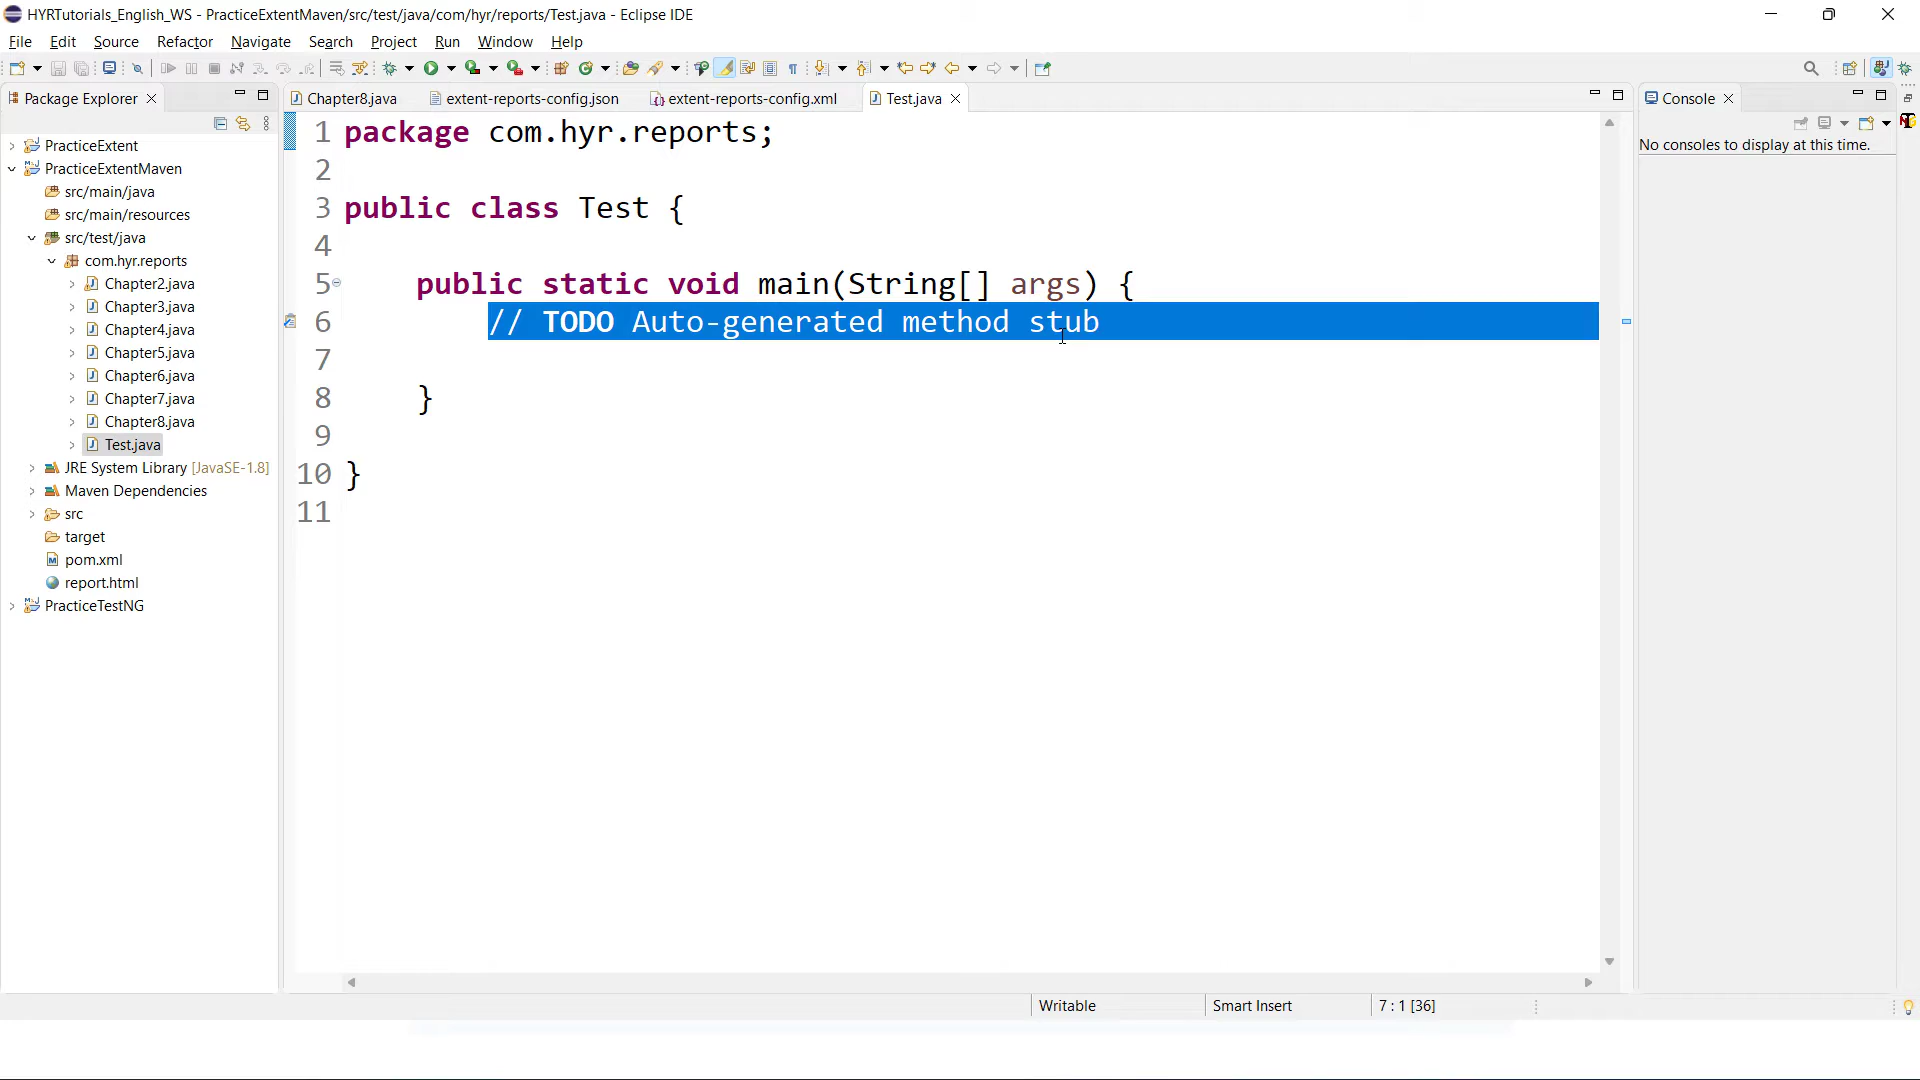 HYRTutorials_English_WS - PracticeExtentMaven/src/test/java/com/hyr/reports/Test.java - Eclipse IDE
File Edit Source Refactor Navigate Search Project Run Window Help
Package Explorer
PracticeExtent
PracticeExtentMaven
src/main/java
src/main/resources
src/test/java
com.hyr.reports
Chapter2.java
Chapter3.java
Chapter4.java
Chapter5.java
Chapter6.java
Chapter7.java
Chapter8.java
Test.java
JRE System Library [JavaSE-1.8]
Maven Dependencies
src
target
pom.xml
report.html
PracticeTestNG
Chapter8.java extent-reports-config.json extent-reports-config.xml Test.java
1 package com.hyr.reports;
2
3 public class Test {
4
5 public static void main(String[] args) {
6 // TODO Auto-generated method stub
7
8 }
9
10 }
11
Console
No consoles to display at this time.
Writable Smart Insert 7 : 1 [36]